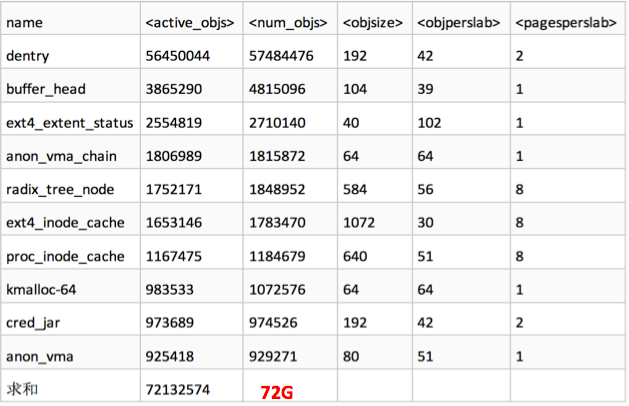 name <active_objs> <num_objs> <objsize> <objperslab> <pagesperslab>
dentry 56450044 57484476 192 42 2
buffer_head 3865290 4815096 104 39 1
ext4_extent_status 2554819 2710140 40 102 1
anon_vma_chain 1806989 1815872 64 64 1
radix_tree_node 1752171 1848952 584 56 8
ext4_inode_cache 1653146 1783470 1072 30 8
proc_inode_cache 1167475 1184679 640 51 8
kmalloc-64 983533 1072576 64 64 1
cred_jar 973689 974526 192 42 2
anon_vma 925418 929271 80 51 1
求和 72132574 72G